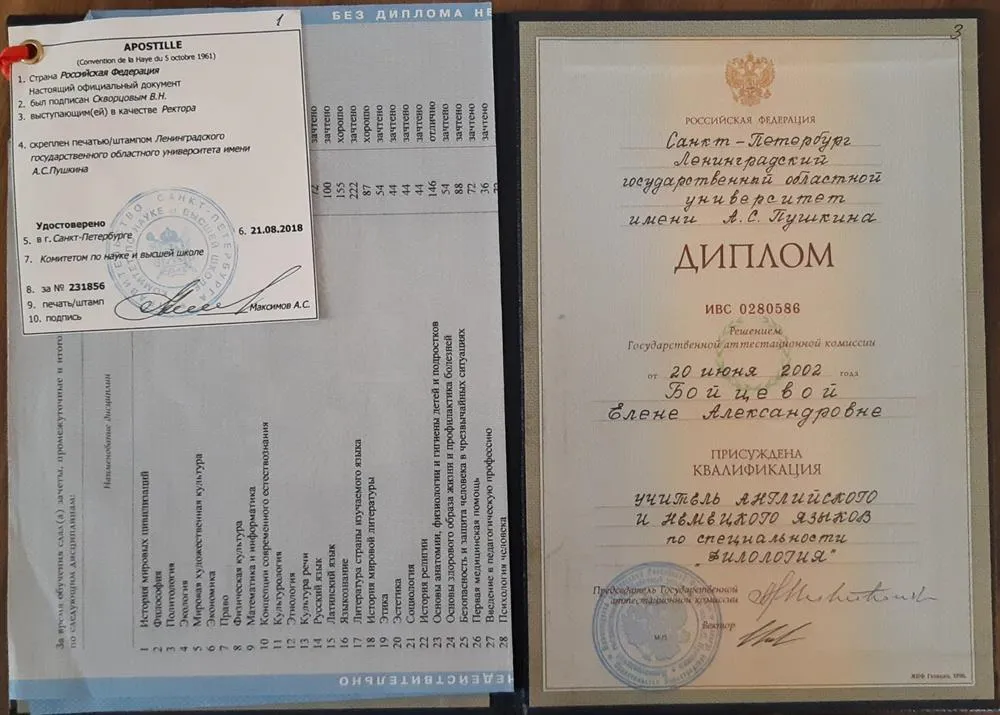 1
APOSTILLE
(Convention de la Haye du 5 octobre 1961)
1. Страна Российская Федерация
Настоящий официальный документ
2. был подписан Скворцовым В.Н.
3. выступающим(ей) в качестве Ректора
4. скреплен печатью/штампом Ленинградского
государственного областного университета имени
А.С.Пушкина
Удостоверено
5. в г.Санкт-Петербурге
6. 21.08.2018
7. Комитетом по науке и высшей школе
8. за № 231856
9. печать/штамп
10. подпись
Максимов А.С.
БЕЗ ДИПЛОМА НЕ
За время обучения сдал(а) зачеты, промежуточные и итого
по следующим дисциплинам:
Наименование дисциплин
1 История мировых цивилизаций
2 Философия
3 Политология
4 Экология
5 Мировая художественная культура
6 Экономика
7 Право
8 Физическая культура
9 Математика и информатика
10 Концепции современного естествознания
11 Культурология
12 Этнология
13 Культура речи
14 Русский язык
15 Латинский язык
16 Языкознание
17 Литература страны изучаемого языка
18 История мировой литературы
19 Этика
20 Эстетика
21 Социология
22 История религии
23 Основы анатомии, физиологии и гигиены детей и подростков
24 Основы здорового образа жизни и профилактика болезней
25 Безопасность и защита человека в чрезвычайных ситуациях
26 Первая медицинская помощь
27 Введение в педагогическую профессию
28 Психология человека
72 зачтено
100 зачтено
155 хорошо
222 зачтено
87 хорошо
54 зачтено
44 зачтено
44 зачтено
44 зачтено
146 отлично
54 зачтено
88 зачтено
72 зачтено
36 зачтено
НЕДЕЙСТВИТЕЛЬНО
3
РОССИЙСКАЯ ФЕДЕРАЦИЯ
Санкт-Петербург
Ленинградский
государственный областной
университет
имени А.С. Пушкина
ДИПЛОМ
ИВС 0280586
Решением
Государственной аттестационной комиссии
от 20 июня 2002 года
Бойцевой
Елене Александровне
ПРИСУЖДЕНА
КВАЛИФИКАЦИЯ
учитель английского
и немецкого языков
по специальности
"Филология"
Председатель Государственной
аттестационной комиссии
Ректор
М.П.